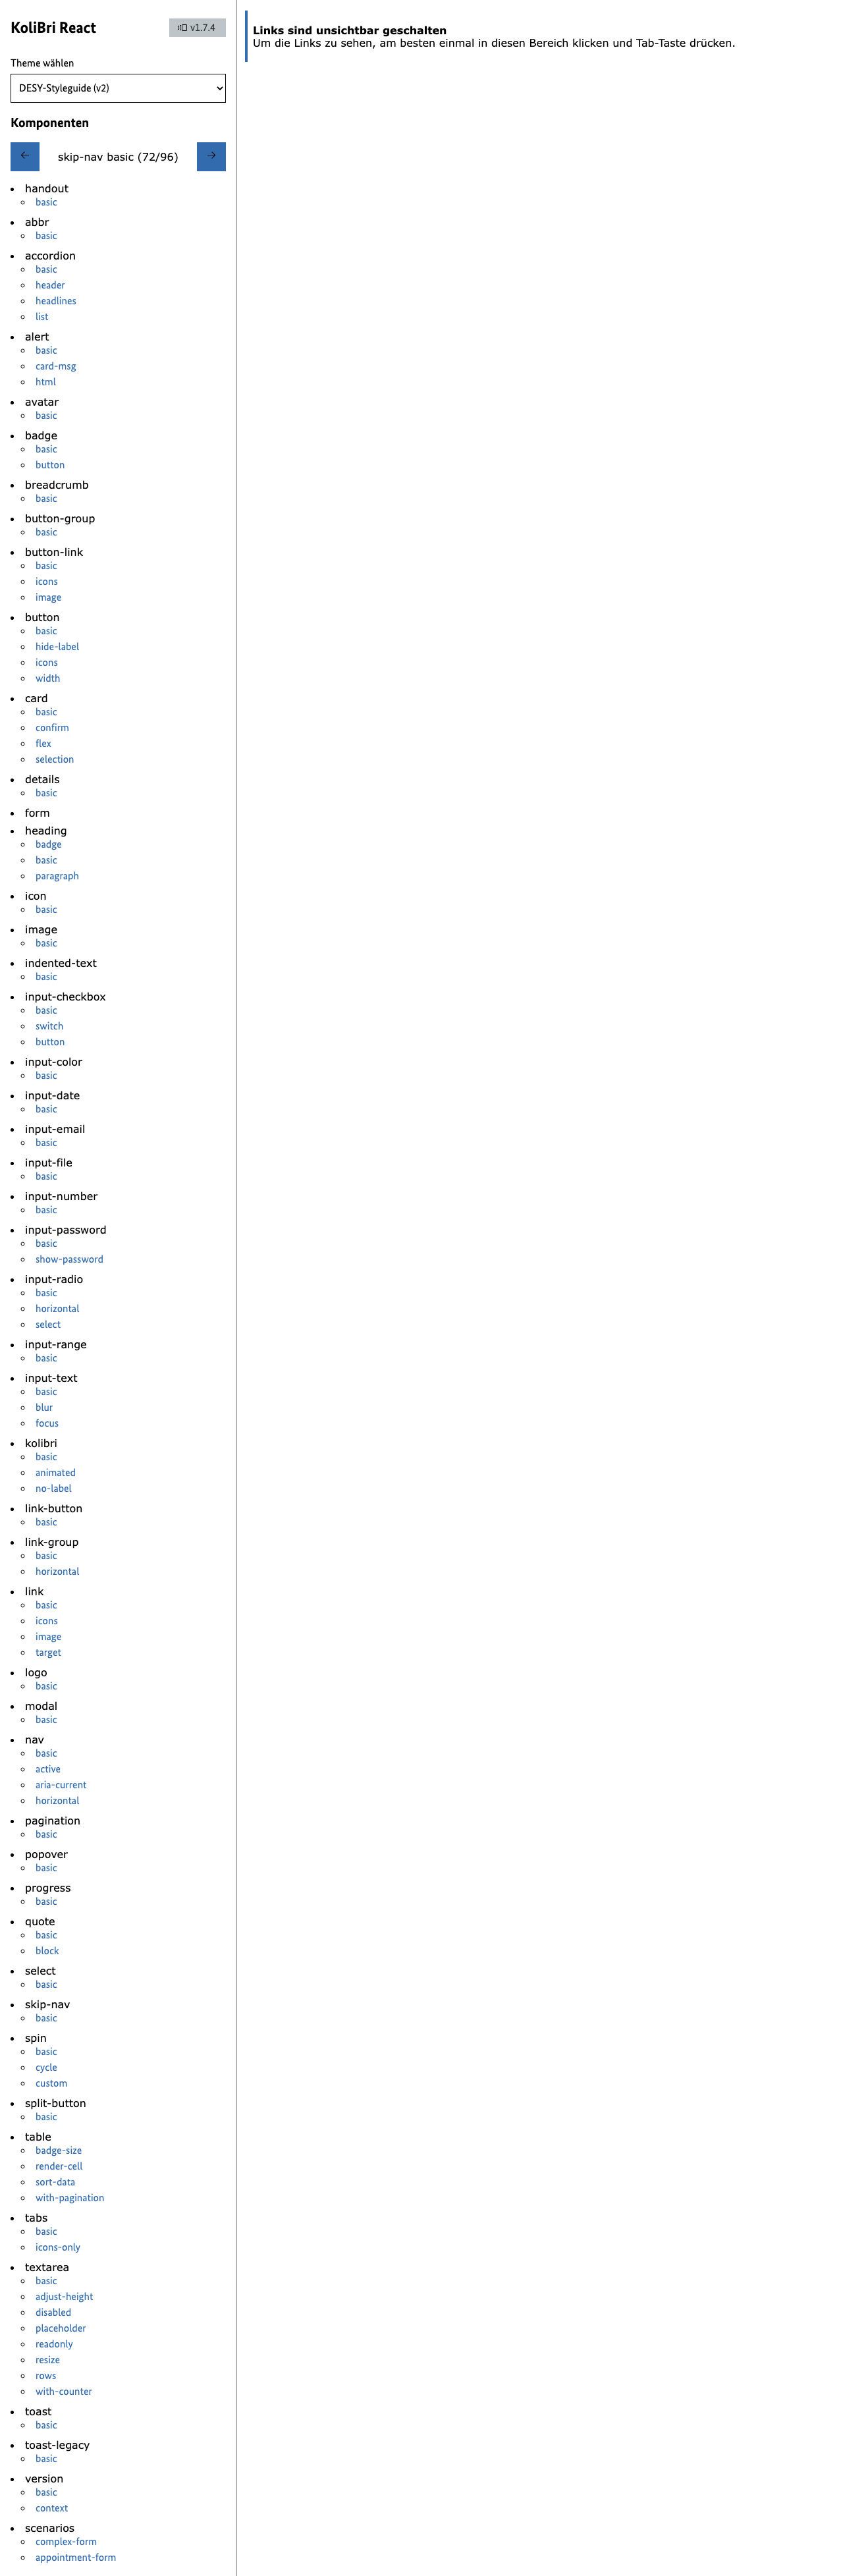 KoliBri React
v1.7.4
Theme wählen
DESY-Styleguide (v2)
Komponenten
← skip-nav basic (72/96) →
handout
basic
abbr
basic
accordion
basic
header
headlines
list
alert
basic
card-msg
html
avatar
basic
badge
basic
button
breadcrumb
basic
button-group
basic
button-link
basic
icons
image
button
basic
hide-label
icons
width
card
basic
confirm
flex
selection
details
basic
form
heading
badge
basic
paragraph
icon
basic
image
basic
indented-text
basic
input-checkbox
basic
switch
button
input-color
basic
input-date
basic
input-email
basic
input-file
basic
input-number
basic
input-password
basic
show-password
input-radio
basic
horizontal
select
input-range
basic
input-text
basic
blur
focus
kolibri
basic
animated
no-label
link-button
basic
link-group
basic
horizontal
link
basic
icons
image
target
logo
basic
modal
basic
nav
basic
active
aria-current
horizontal
pagination
basic
popover
basic
progress
basic
quote
basic
block
select
basic
skip-nav
basic
spin
basic
cycle
custom
split-button
basic
table
badge-size
render-cell
sort-data
with-pagination
tabs
basic
icons-only
textarea
basic
adjust-height
disabled
placeholder
readonly
resize
rows
with-counter
toast
basic
toast-legacy
basic
version
basic
context
scenarios
complex-form
appointment-form
Links sind unsichtbar geschalten
Um die Links zu sehen, am besten einmal in diesen Bereich klicken und Tab-Taste drücken.